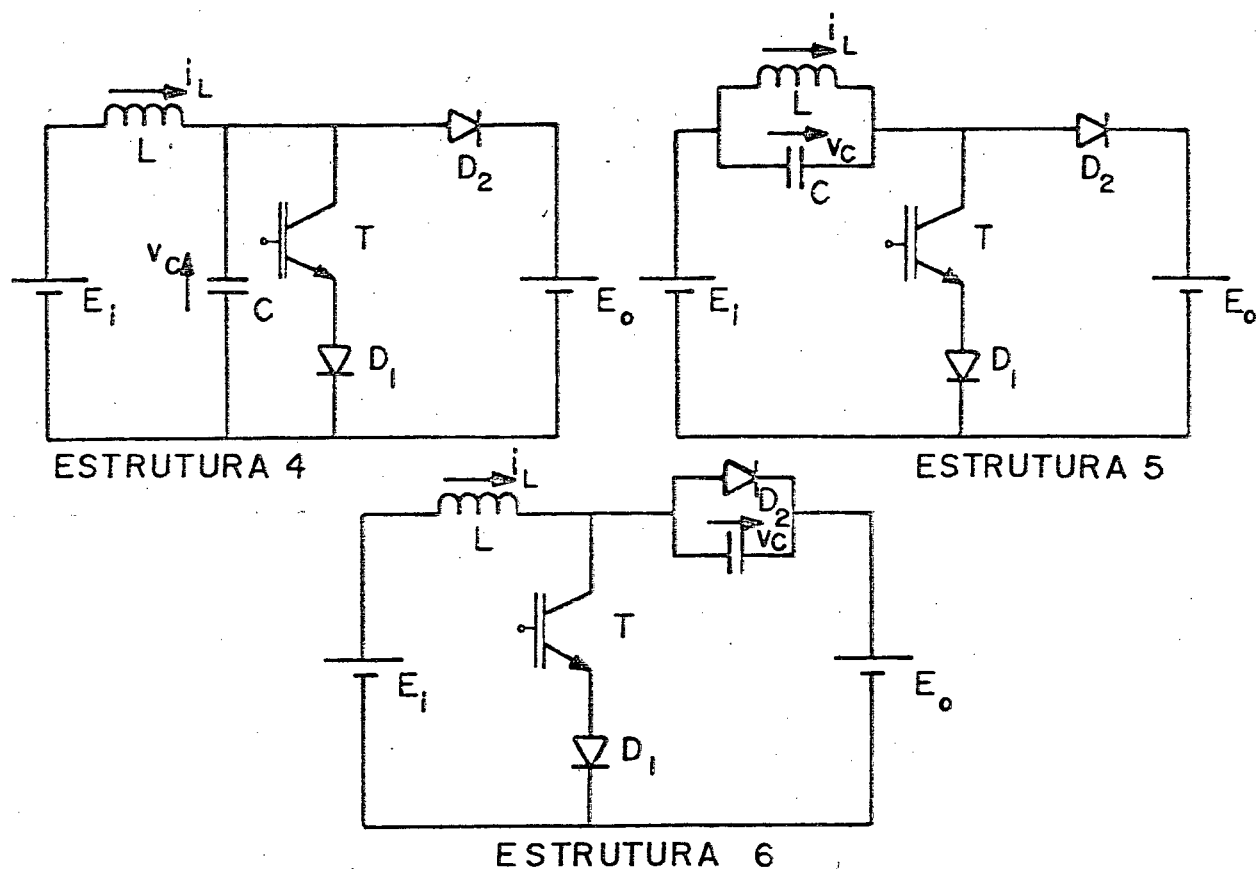 i_L
L
v_C
C
T
D_1
D_2
E_i
E_o
ESTRUTURA 4
i_L
L
v_C
C
T
D_1
D_2
E_i
E_o
ESTRUTURA 5
i_L
L
D_2
v_C
T
D_1
E_i
E_o
ESTRUTURA 6